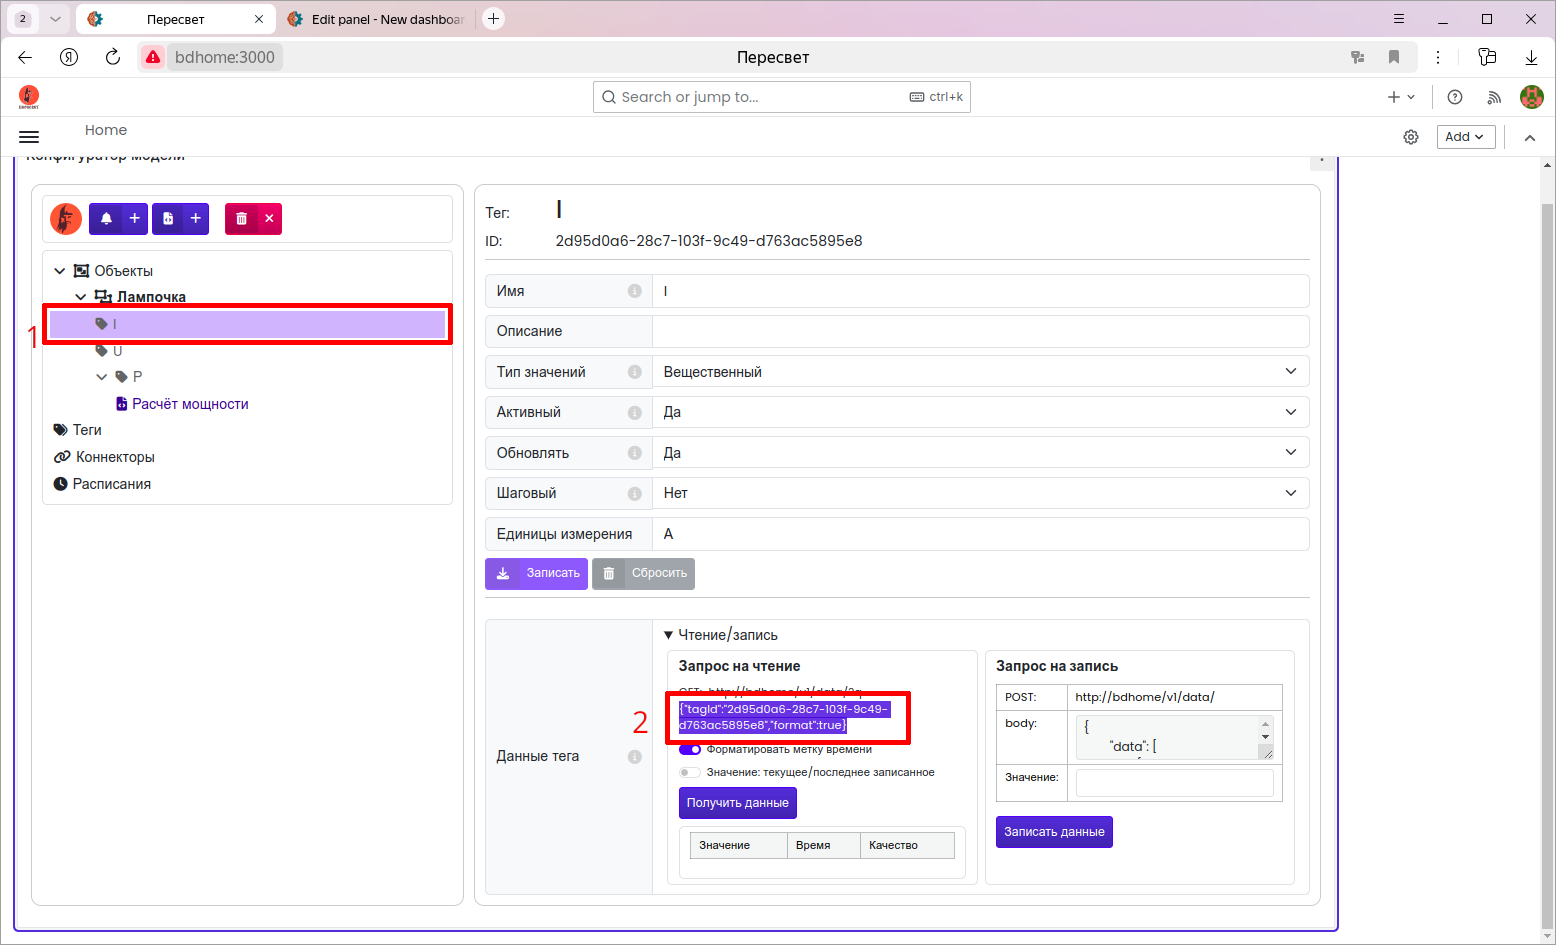 2
Пересвет
Edit panel - New dashboar
bdhome:3000
Пересвет
Search or jump to...
ctrl+k
Home
Add
Конфигуратор модели
Тег:
I
ID:
2d95d0a6-28c7-103f-9c49-d763ac5895e8
Объекты
Лампочка
1
I
U
P
Расчёт мощности
Теги
Коннекторы
Расписания
Имя
I
Описание
Тип значений
Вещественный
Активный
Да
Обновлять
Да
Шаговый
Нет
Единицы измерения
А
Записать
Сбросить
Данные тега
Чтение/запись
Запрос на чтение
GET: http://bdhome/v1/data/?q=
2
{"tagId":"2d95d0a6-28c7-103f-9c49-
d763ac5895e8","format":true}
Форматировать метку времени
Значение: текущее/последнее записанное
Получить данные
Значение
Время
Качество
Запрос на запись
POST:
http://bdhome/v1/data/
body:
{
"data": [
{
Значение:
Записать данные